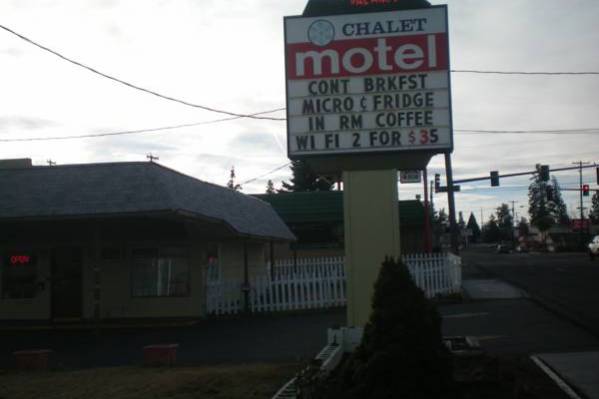 CHALET
motel
CONT BRKFST
MICRO ¢ FRIDGE
IN RM COFFEE
WI FI 2 FOR $35
OPEN